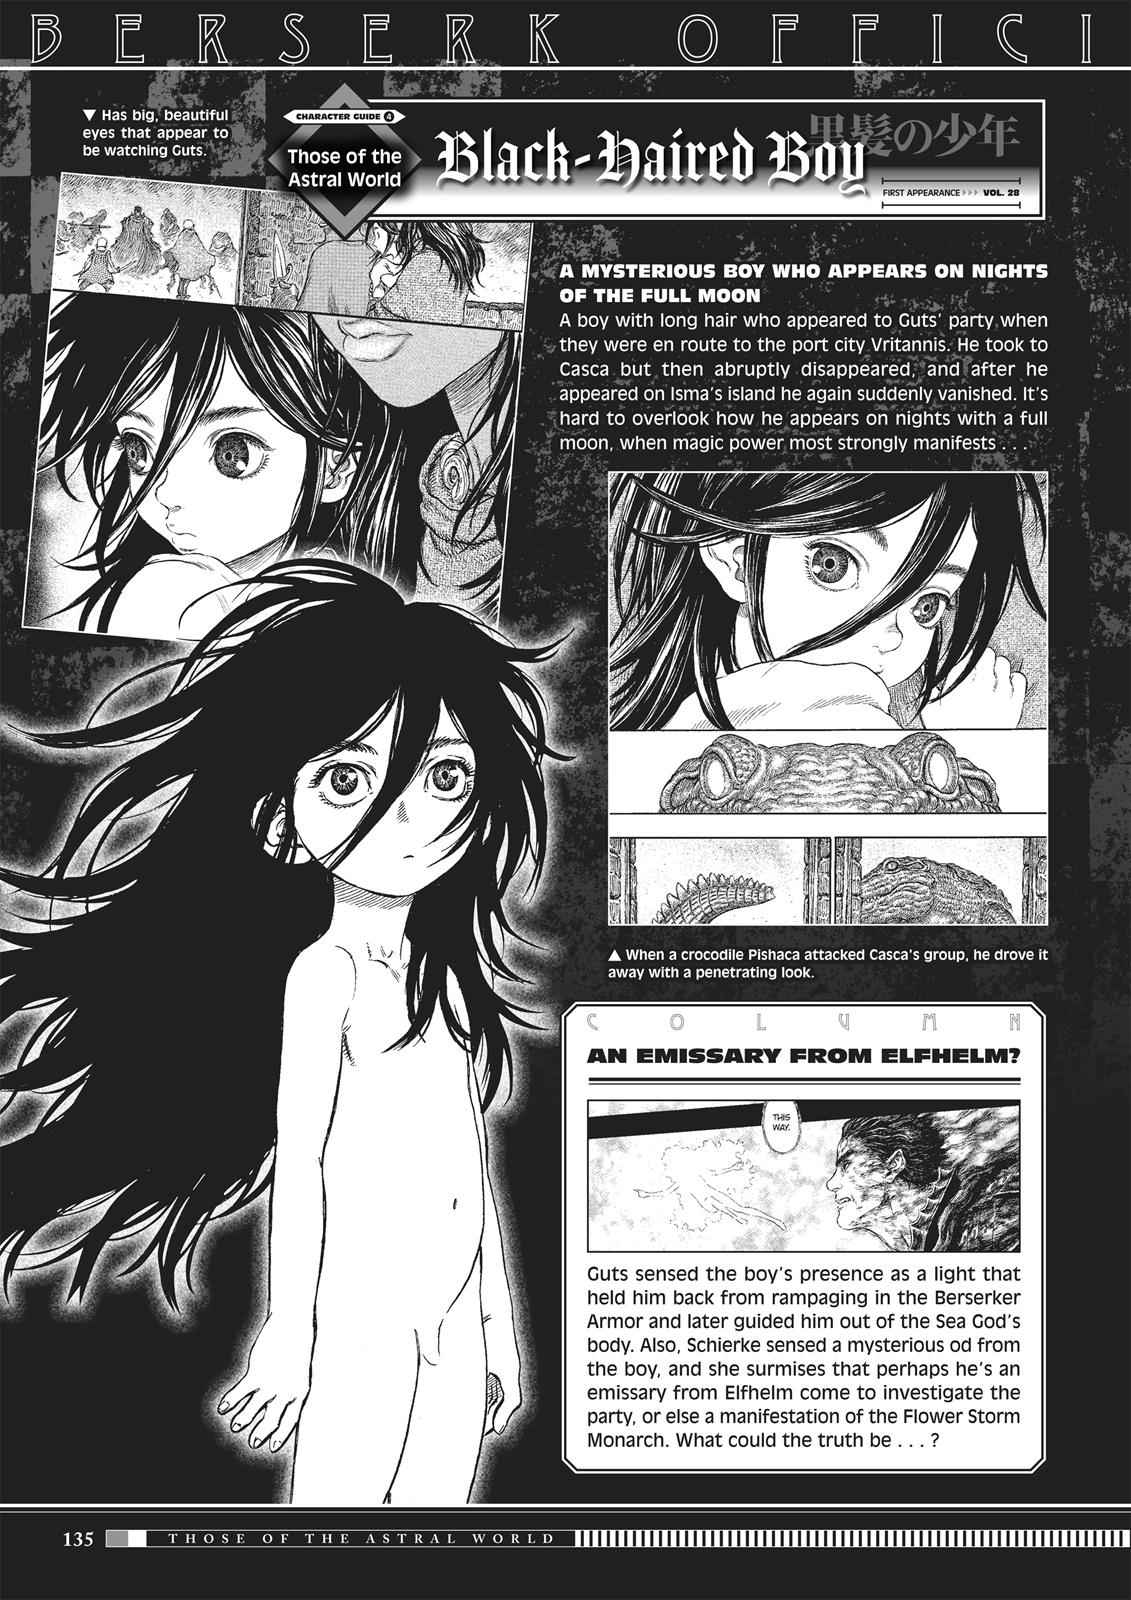 BERSERK OFFICI
▼ Has big, beautiful
eyes that appear to
be watching Guts.
CHARACTER GUIDE 4
Those of the
Astral World
黒髪の少年
Black-Haired Boy
FIRST APPEARANCE >>> VOL. 28
A MYSTERIOUS BOY WHO APPEARS ON NIGHTS
OF THE FULL MOON
A boy with long hair who appeared to Guts' party when
they were en route to the port city Vritannis. He took to
Casca but then abruptly disappeared, and after he
appeared on Isma's island he again suddenly vanished. It's
hard to overlook how he appears on nights with a full
moon, when magic power most strongly manifests . . .
▲ When a crocodile Pishaca attacked Casca's group, he drove it
away with a penetrating look.
COLUMN
AN EMISSARY FROM ELFHELM?
THIS
WAY.
Guts sensed the boy's presence as a light that
held him back from rampaging in the Berserker
Armor and later guided him out of the Sea God's
body. Also, Schierke sensed a mysterious od from
the boy, and she surmises that perhaps he's an
emissary from Elfhelm come to investigate the
party, or else a manifestation of the Flower Storm
Monarch. What could the truth be . . . ?
135
THOSE OF THE ASTRAL WORLD